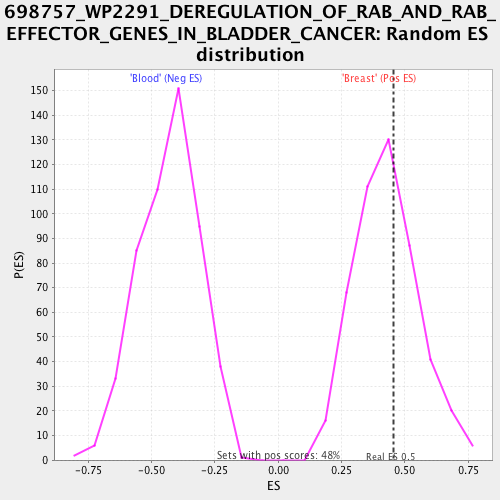 698757_WP2291_DEREGULATION_OF_RAB_AND_RAB_
EFFECTOR_GENES_IN_BLADDER_CANCER: Random ES
distribution
'Blood' (Neg ES)
'Breast' (Pos ES)
150
140
130
120
110
100
90
80
70
60
50
40
30
20
10
0
P(ES)
Sets with pos scores: 48%
Real ES 0.5
-0.75
-0.50
-0.25
0.00
0.25
0.50
0.75
ES